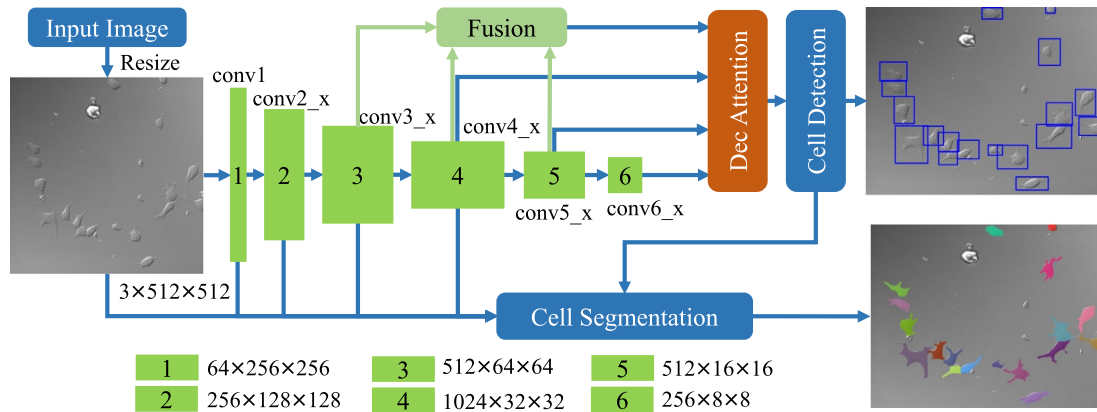 Input Image
Fusion
Resize
conv1
conv2_x
conv3_x
conv4_x
1
2
3
4
5
6
conv5_x
conv6_x
Dec Attention
Cell Detection
3×512×512
Cell Segmentation
1 64×256×256
3 512×64×64
5 512×16×16
2 256×128×128
4 1024×32×32
6 256×8×8